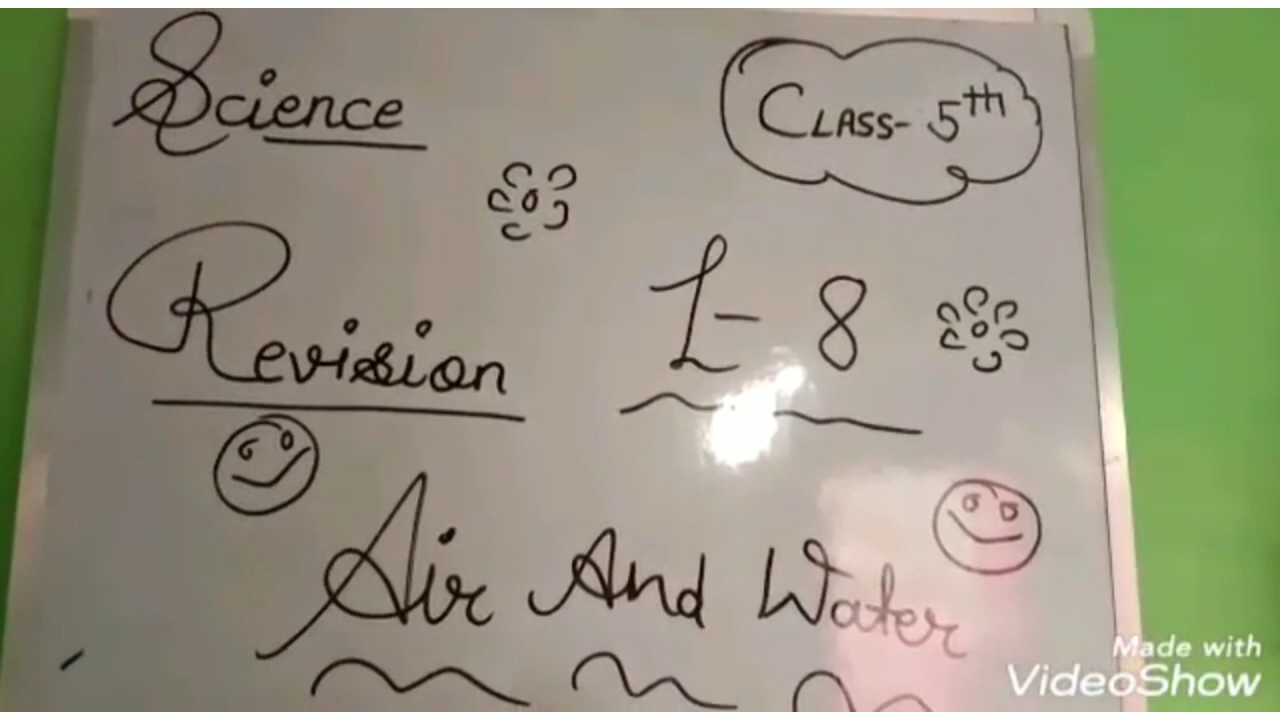 Science
CLASS- 5th
Revision
L- 8
Air And Water
Made with
VideoShow